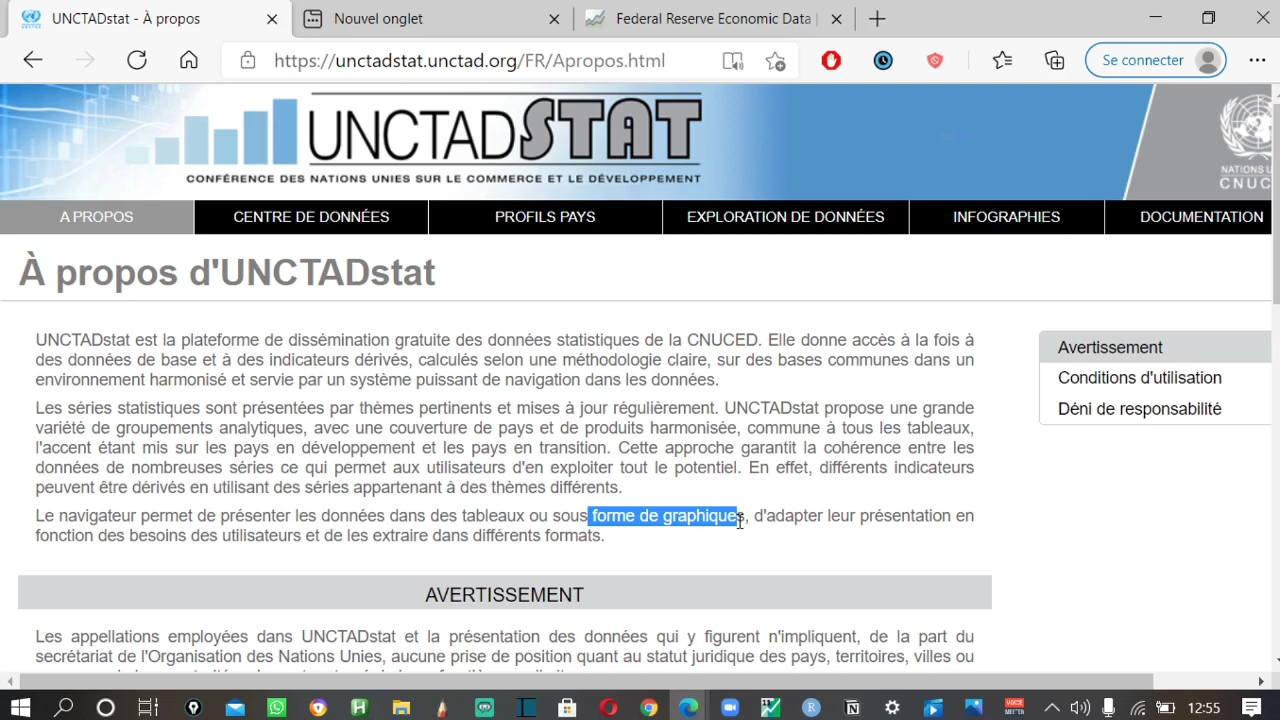 UNCTADstat - À propos
Nouvel onglet
Federal Reserve Economic Data |
https://unctadstat.unctad.org/FR/Apropos.html
Se connecter
UNCTADSTAT
CONFÉRENCE DES NATIONS UNIES SUR LE COMMERCE ET LE DÉVELOPPEMENT
NATIONS U
CNUC
A PROPOS
CENTRE DE DONNÉES
PROFILS PAYS
EXPLORATION DE DONNÉES
INFOGRAPHIES
DOCUMENTATION
À propos d'UNCTADstat
UNCTADstat est la plateforme de dissémination gratuite des données statistiques de la CNUCED. Elle donne accès à la fois à
des données de base et à des indicateurs dérivés, calculés selon une méthodologie claire, sur des bases communes dans un
environnement harmonisé et servie par un système puissant de navigation dans les données.
Les séries statistiques sont présentées par thèmes pertinents et mises à jour régulièrement. UNCTADstat propose une grande
variété de groupements analytiques, avec une couverture de pays et de produits harmonisée, commune à tous les tableaux,
l'accent étant mis sur les pays en développement et les pays en transition. Cette approche garantit la cohérence entre les
données de nombreuses séries ce qui permet aux utilisateurs d'en exploiter tout le potentiel. En effet, différents indicateurs
peuvent être dérivés en utilisant des séries appartenant à des thèmes différents.
Le navigateur permet de présenter les données dans des tableaux ou sous forme de graphiques, d'adapter leur présentation en
fonction des besoins des utilisateurs et de les extraire dans différents formats.
Avertissement
Conditions d'utilisation
Déni de responsabilité
AVERTISSEMENT
Les appellations employées dans UNCTADstat et la présentation des données qui y figurent n'impliquent, de la part du
secrétariat de l'Organisation des Nations Unies, aucune prise de position quant au statut juridique des pays, territoires, villes ou
12:55